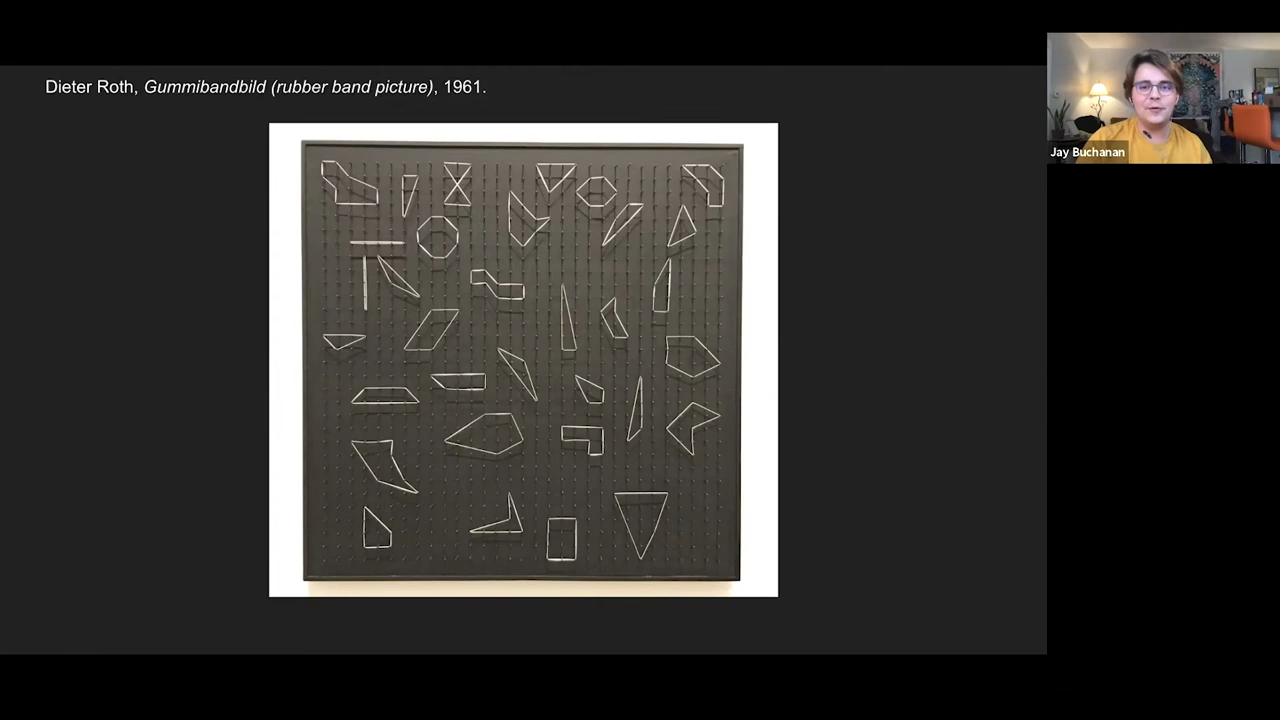 Dieter Roth, Gummibandbild (rubber band picture), 1961.
Jay Buchanan